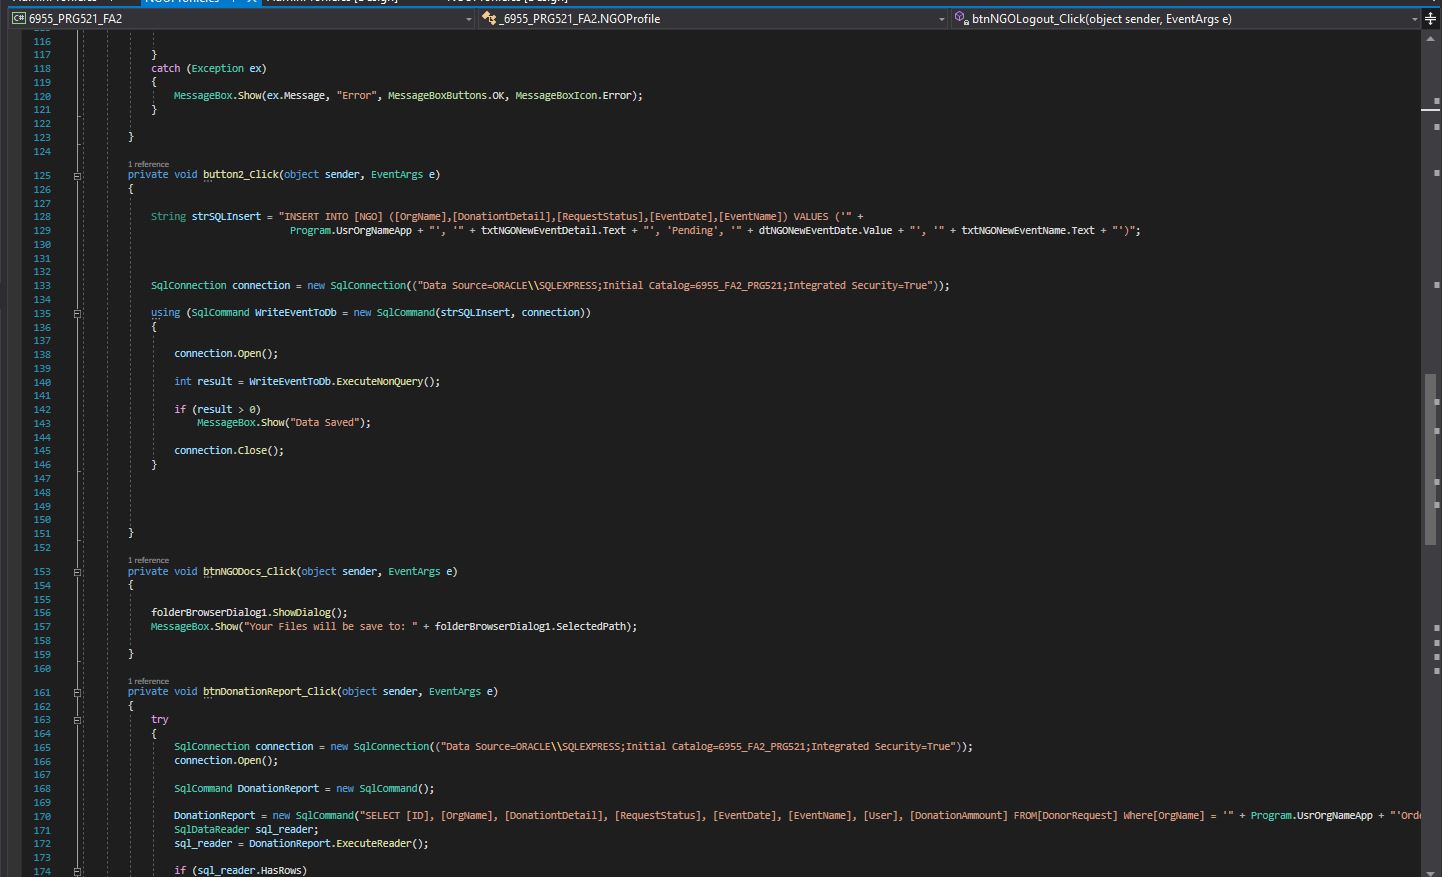 C# 6955_PRG521_FA2 _6955_PRG521_FA2.NGOProfile btnNGOLogout_Click(object sender, EventArgs e)
116
117 }
118 catch (Exception ex)
119 {
120 MessageBox.Show(ex.Message, "Error", MessageBoxButtons.OK, MessageBoxIcon.Error);
121 }
122
123 }
124
1 reference
125 private void button2_Click(object sender, EventArgs e)
126 {
127
128 String strSQLInsert = "INSERT INTO [NGO] ([OrgName],[DonationtDetail],[RequestStatus],[EventDate],[EventName]) VALUES ('" +
129 Program.UsrOrgNameApp + "', '" + txtNGONewEventDetail.Text + "', 'Pending', '" + dtNGONewEventDate.Value + "', '" + txtNGONewEventName.Text + "')";
130
131
132
133 SqlConnection connection = new SqlConnection(("Data Source=ORACLE\\SQLEXPRESS;Initial Catalog=6955_FA2_PRG521;Integrated Security=True"));
134
135 using (SqlCommand WriteEventToDb = new SqlCommand(strSQLInsert, connection))
136 {
137
138 connection.Open();
139
140 int result = WriteEventToDb.ExecuteNonQuery();
141
142 if (result > 0)
143 MessageBox.Show("Data Saved");
144
145 connection.Close();
146 }
147
148
149
150
151 }
152
1 reference
153 private void btnNGODocs_Click(object sender, EventArgs e)
154 {
155
156 folderBrowserDialog1.ShowDialog();
157 MessageBox.Show("Your Files will be save to: " + folderBrowserDialog1.SelectedPath);
158
159 }
160
1 reference
161 private void btnDonationReport_Click(object sender, EventArgs e)
162 {
163 try
164 {
165 SqlConnection connection = new SqlConnection(("Data Source=ORACLE\\SQLEXPRESS;Initial Catalog=6955_FA2_PRG521;Integrated Security=True"));
166 connection.Open();
167
168 SqlCommand DonationReport = new SqlCommand();
169
170 DonationReport = new SqlCommand("SELECT [ID], [OrgName], [DonationtDetail], [RequestStatus], [EventDate], [EventName], [User], [DonationAmmount] FROM[DonorRequest] Where[OrgName] = '" + Program.UsrOrgNameApp + "'Orde
171 SqlDataReader sql_reader;
172 sql_reader = DonationReport.ExecuteReader();
173
174 if (sql_reader.HasRows)